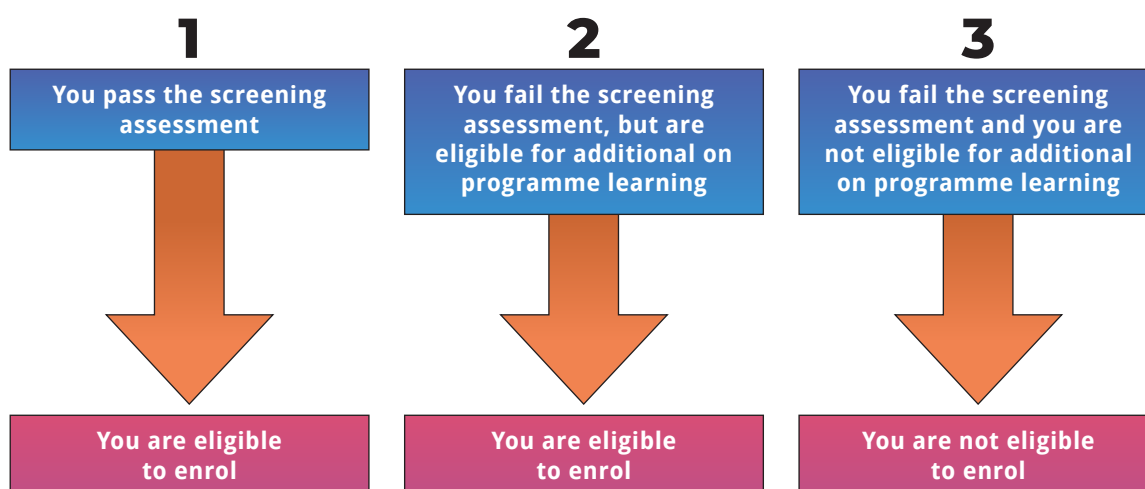 1
You pass the screening
assessment
You are eligible
to enrol
2
You fail the screening
assessment, but are
eligible for additional on
programme learning
You are eligible
to enrol
3
You fail the screening
assessment and you are
not eligible for additional
on programme learning
You are not eligible
to enrol